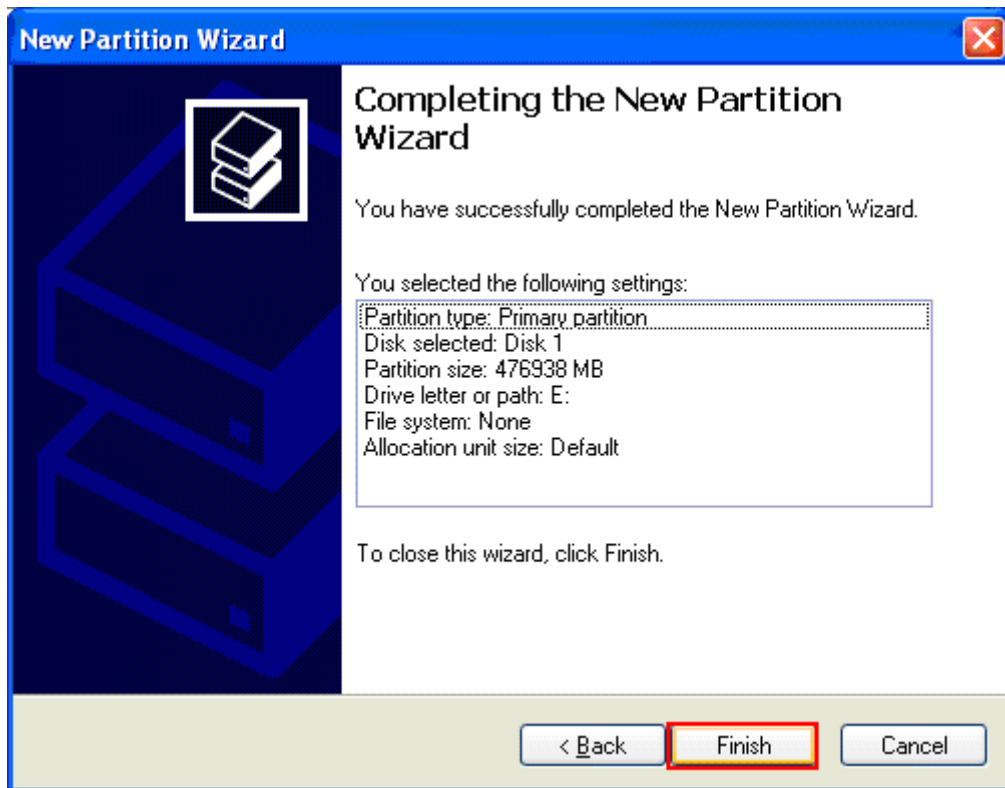 New Partition Wizard
Completing the New Partition
Wizard
You have successfully completed the New Partition Wizard.
You selected the following settings:
Partition type: Primary partition
Disk selected: Disk 1
Partition size: 476938 MB
Drive letter or path: E:
File system: None
Allocation unit size: Default
To close this wizard, click Finish.
< Back Finish Cancel